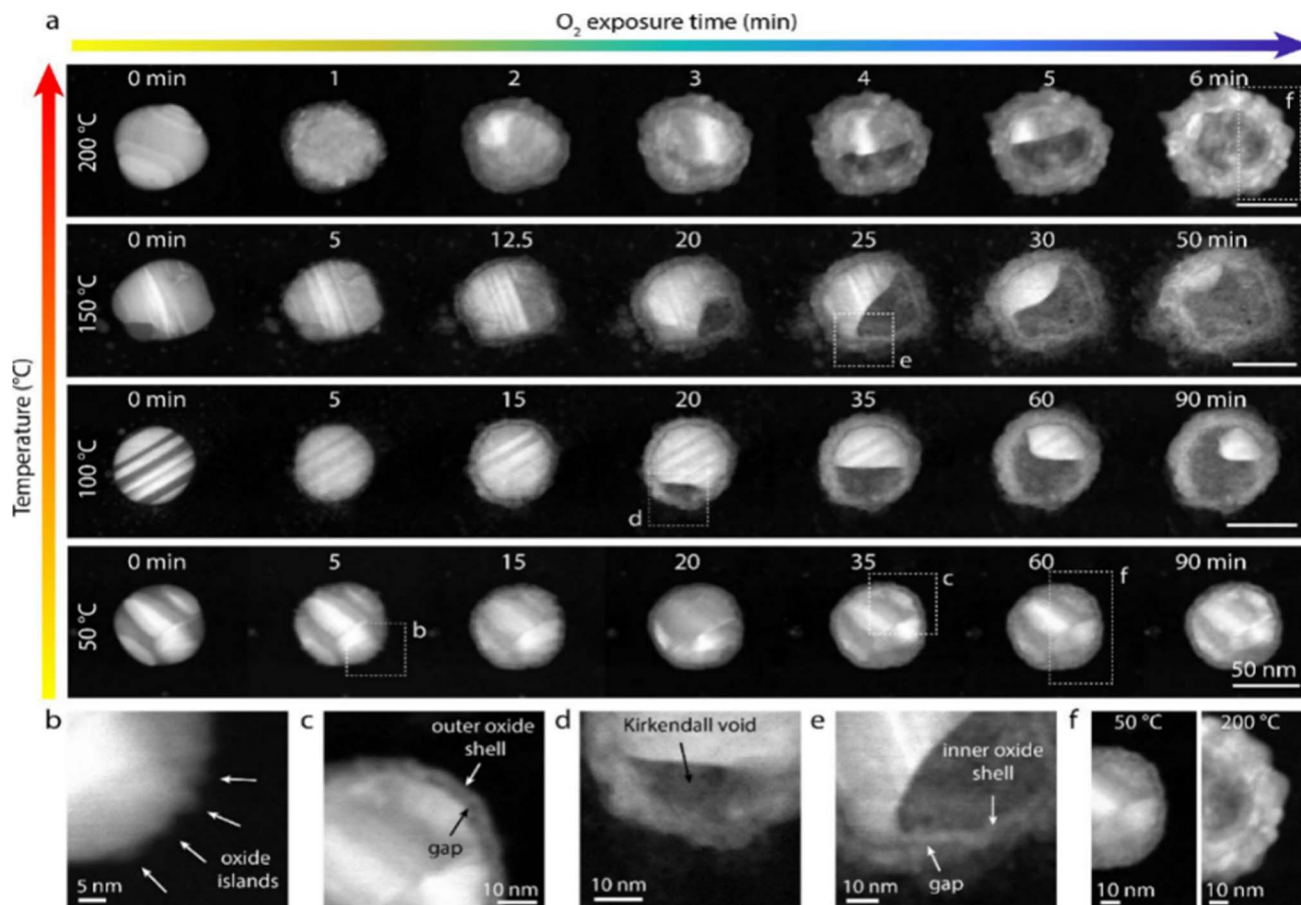 a
O₂ exposure time (min)
Temperature (°C)
200 °C
0 min 1 2 3 4 5 6 min
f
150 °C
0 min 5 12.5 20 25 30 50 min
e
100 °C
0 min 5 15 20 35 60 90 min
d
50 °C
0 min 5 15 20 35 60 90 min
b
c
f
50 nm
b
oxide
islands
5 nm
c
outer oxide
shell
gap
10 nm
d
Kirkendall void
10 nm
e
inner oxide
shell
gap
10 nm
f
50 °C
10
200 °C
10